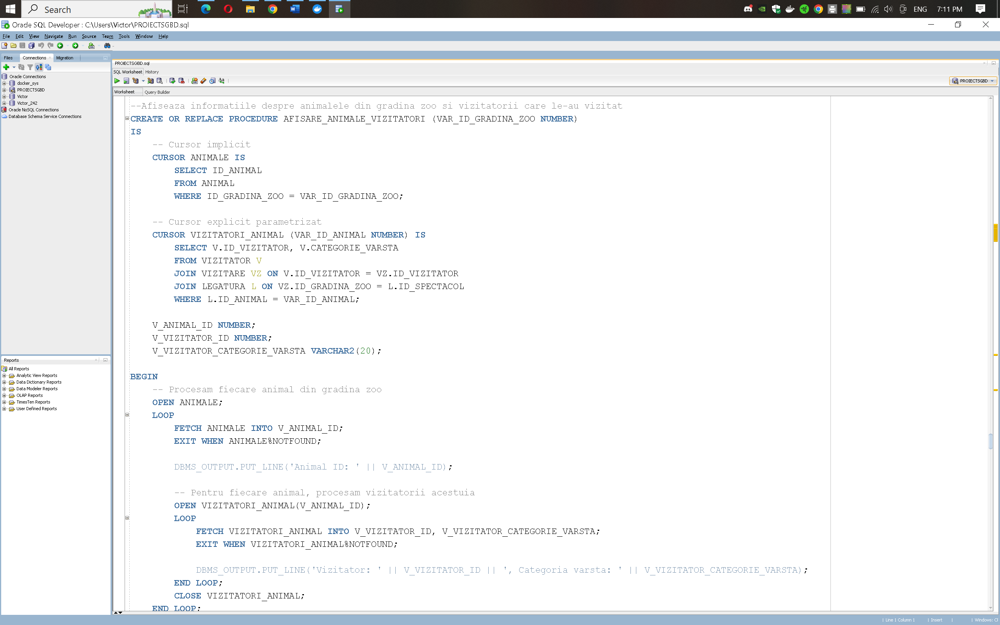 Search
ENG
7:11 PM
Oracle SQL Developer : C:\Users\Victor\PROIECTSGBD.sql
File Edit View Navigate Run Source Team Tools Window Help
Files Connections Migration
Oracle Connections
docker_sys
PROIECTSGBD
Victor
Victor_242
Oracle NoSQL Connections
Database Schema Service Connections
Reports
All Reports
Analytic View Reports
Data Dictionary Reports
Data Modeler Reports
OLAP Reports
TimesTen Reports
User Defined Reports
PROIECTSGBD.sql
SQL Worksheet History
PROIECTSGBD
Worksheet Query Builder
--Afiseaza informatiile despre animalele din gradina zoo si vizitatorii care le-au vizitat
CREATE OR REPLACE PROCEDURE AFISARE_ANIMALE_VIZITATORI (VAR_ID_GRADINA_ZOO NUMBER)
IS
-- Cursor implicit
CURSOR ANIMALE IS
SELECT ID_ANIMAL
FROM ANIMAL
WHERE ID_GRADINA_ZOO = VAR_ID_GRADINA_ZOO;
-- Cursor explicit parametrizat
CURSOR VIZITATORI_ANIMAL (VAR_ID_ANIMAL NUMBER) IS
SELECT V.ID_VIZITATOR, V.CATEGORIE_VARSTA
FROM VIZITATOR V
JOIN VIZITARE VZ ON V.ID_VIZITATOR = VZ.ID_VIZITATOR
JOIN LEGATURA L ON VZ.ID_GRADINA_ZOO = L.ID_SPECTACOL
WHERE L.ID_ANIMAL = VAR_ID_ANIMAL;
V_ANIMAL_ID NUMBER;
V_VIZITATOR_ID NUMBER;
V_VIZITATOR_CATEGORIE_VARSTA VARCHAR2(20);
BEGIN
-- Procesam fiecare animal din gradina zoo
OPEN ANIMALE;
LOOP
FETCH ANIMALE INTO V_ANIMAL_ID;
EXIT WHEN ANIMALE%NOTFOUND;
DBMS_OUTPUT.PUT_LINE('Animal ID: ' || V_ANIMAL_ID);
-- Pentru fiecare animal, procesam vizitatorii acestuia
OPEN VIZITATORI_ANIMAL(V_ANIMAL_ID);
LOOP
FETCH VIZITATORI_ANIMAL INTO V_VIZITATOR_ID, V_VIZITATOR_CATEGORIE_VARSTA;
EXIT WHEN VIZITATORI_ANIMAL%NOTFOUND;
DBMS_OUTPUT.PUT_LINE('Vizitator: ' || V_VIZITATOR_ID || ', Categoria varsta: ' || V_VIZITATOR_CATEGORIE_VARSTA);
END LOOP;
CLOSE VIZITATORI_ANIMAL;
END LOOP;
Line 1 Column 1 | Insert | Windows: